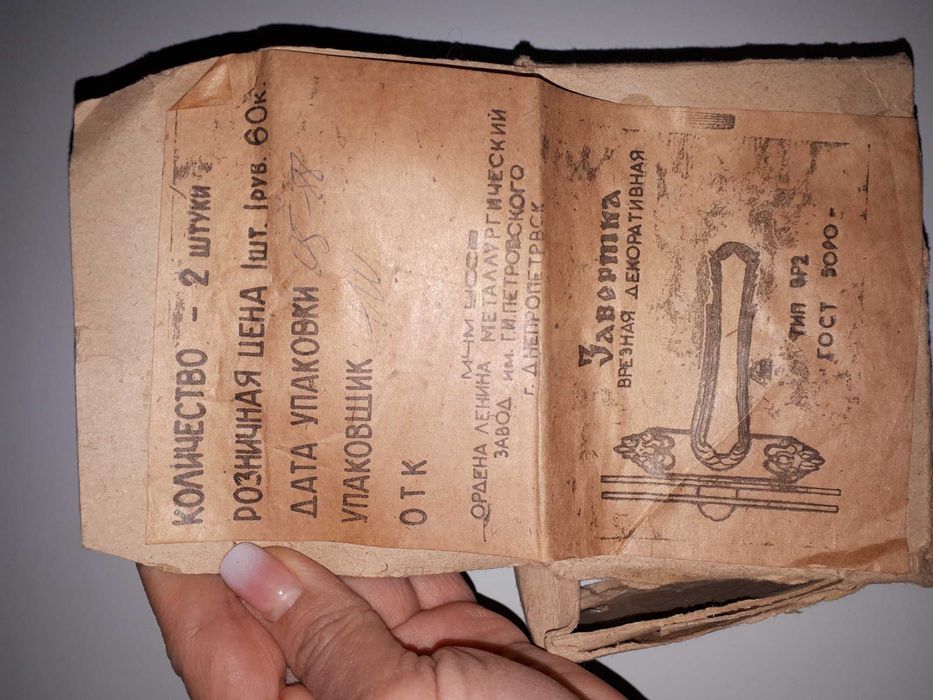 КОЛИЧЕСТВО - 2 ШТУКИ
РОЗНИЧНАЯ ЦЕНА 1шт. 1руб. 60к.
ДАТА УПАКОВКИ
УПАКОВЩИК
ОТК
МЧМ УССР
ОРДЕНА ЛЕНИНА МЕТАЛЛУРГИЧЕСКИЙ
ЗАВОД им. Г.И.ПЕТРОВСКОГО
г. ДНЕПРОПЕТРВСК
Завертка
ВРЕЗНАЯ ДЕКОРАТИВНАЯ
ТИП ЗР2
ГОСТ 5090-